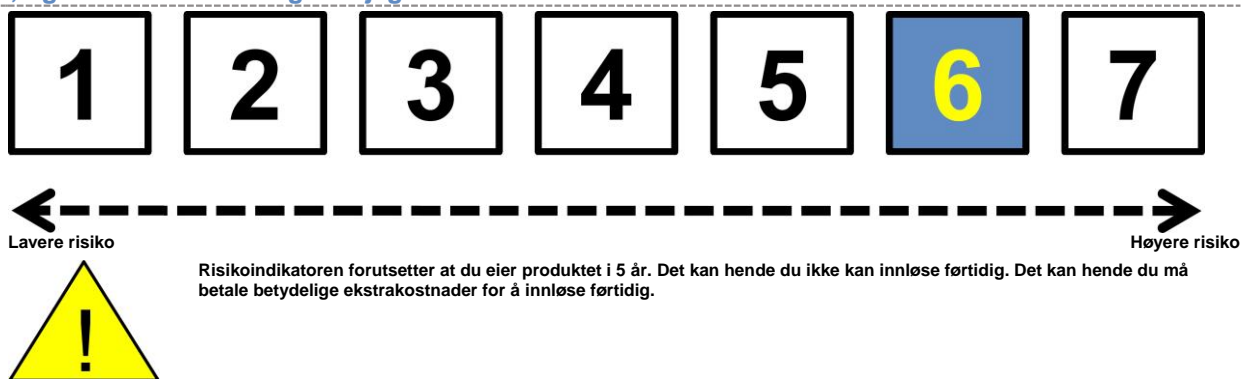 1 2 3 4 5 6 7
Lavere risiko Høyere risiko
Risikoindikatoren forutsetter at du eier produktet i 5 år. Det kan hende du ikke kan innløse førtidig. Det kan hende du må
betale betydelige ekstrakostnader for å innløse førtidig.
!